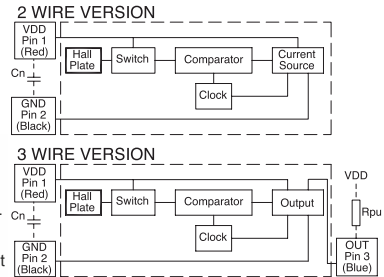 2 WIRE VERSION
VDD
Pin 1
(Red)
Hall
Plate
Switch
Comparator
Current
Source
Cn
Clock
GND
Pin 2
(Black)
3 WIRE VERSION
VDD
Pin 1
(Red)
Hall
Plate
Switch
Comparator
Output
VDD
Cn
Rpu
Clock
GND
Pin 2
(Black)
OUT
Pin 3
(Blue)
t